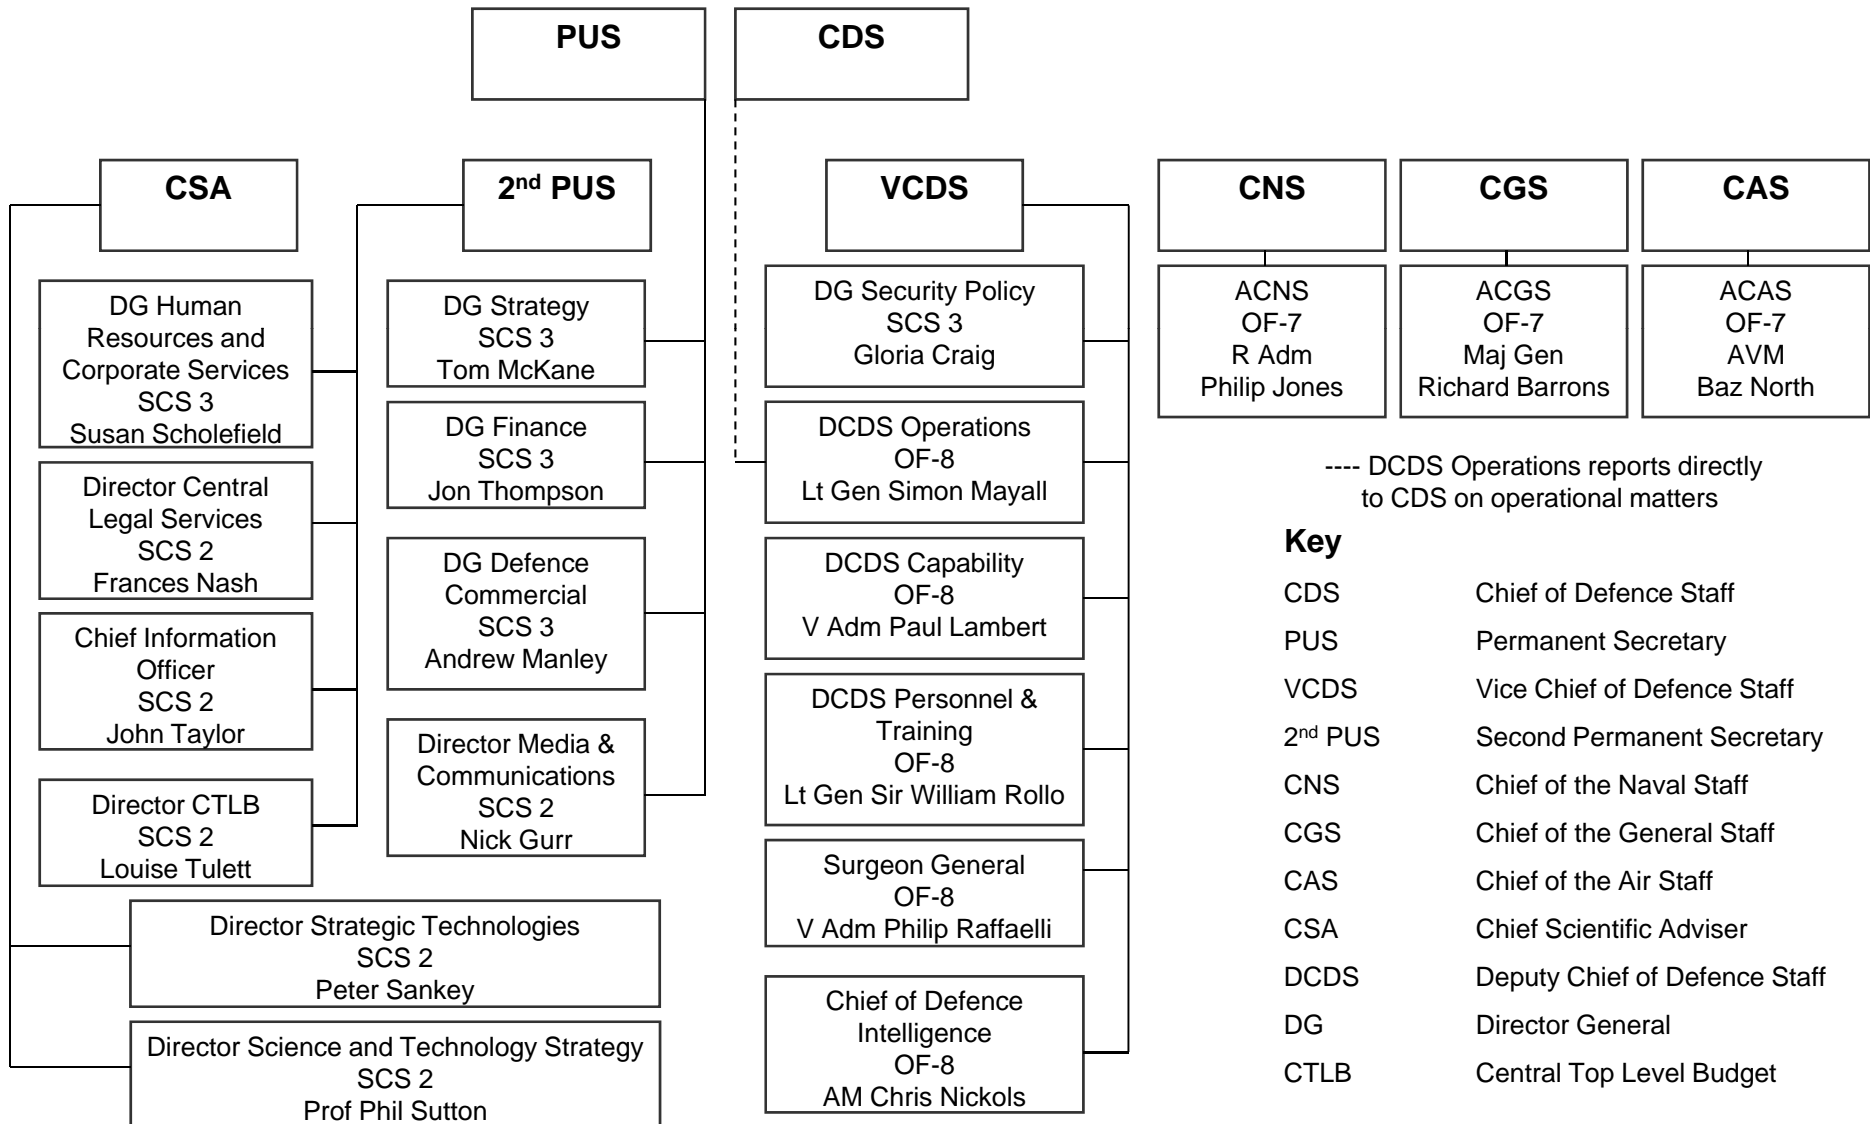 PUS
CDS
CSA
2nd PUS
VCDS
CNS
CGS
CAS
DG Human
Resources and
Corporate Services
SCS 3
Susan Scholefield
Director Central
Legal Services
SCS 2
Frances Nash
Chief Information
Officer
SCS 2
John Taylor
Director CTLB
SCS 2
Louise Tulett
Director Strategic Technologies
SCS 2
Peter Sankey
Director Science and Technology Strategy
SCS 2
Prof Phil Sutton
DG Strategy
SCS 3
Tom McKane
DG Finance
SCS 3
Jon Thompson
DG Defence
Commercial
SCS 3
Andrew Manley
Director Media &
Communications
SCS 2
Nick Gurr
DG Security Policy
SCS 3
Gloria Craig
DCDS Operations
OF-8
Lt Gen Simon Mayall
DCDS Capability
OF-8
V Adm Paul Lambert
DCDS Personnel &
Training
OF-8
Lt Gen Sir William Rollo
Surgeon General
OF-8
V Adm Philip Raffaelli
Chief of Defence
Intelligence
OF-8
AM Chris Nickols
ACNS
OF-7
R Adm
Philip Jones
ACGS
OF-7
Maj Gen
Richard Barrons
ACAS
OF-7
AVM
Baz North
---- DCDS Operations reports directly
to CDS on operational matters
Key
CDS Chief of Defence Staff
PUS Permanent Secretary
VCDS Vice Chief of Defence Staff
2nd PUS Second Permanent Secretary
CNS Chief of the Naval Staff
CGS Chief of the General Staff
CAS Chief of the Air Staff
CSA Chief Scientific Adviser
DCDS Deputy Chief of Defence Staff
DG Director General
CTLB Central Top Level Budget